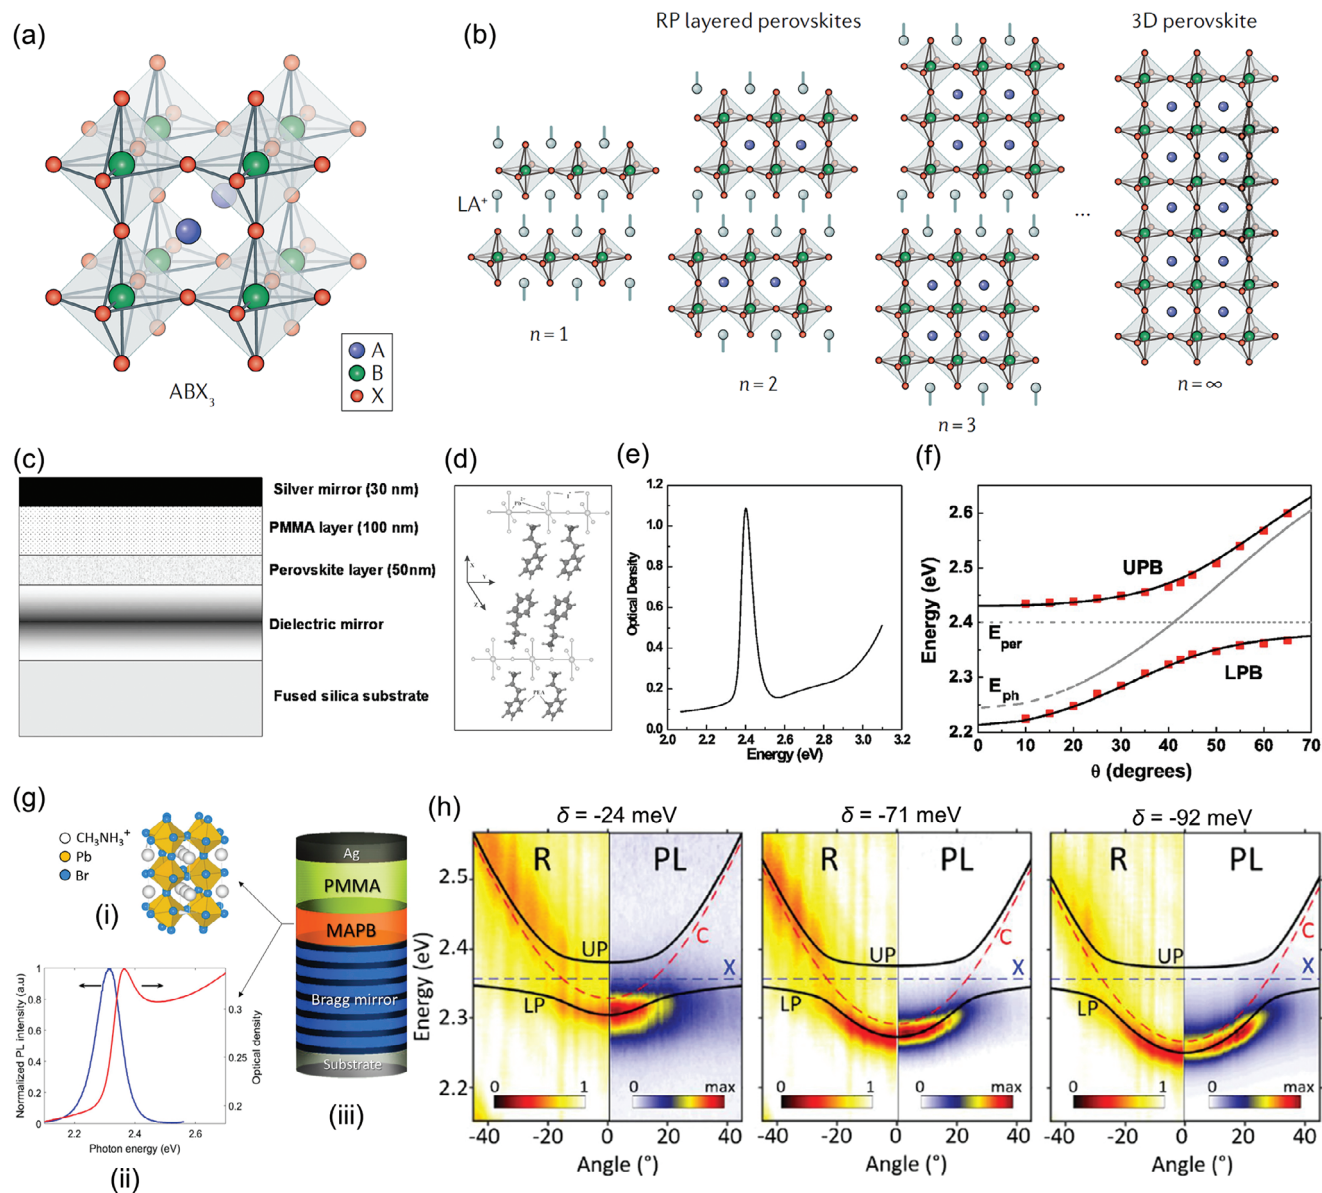 (a)
A
B
X
ABX3
(b)
RP layered perovskites
3D perovskite
LA+
...
n = 1
n = 2
n = 3
n = ∞
(c)
Silver mirror (30 nm)
PMMA layer (100 nm)
Perovskite layer (50nm)
Dielectric mirror
Fused silica substrate
(d)
Pb2+
I-
X
Y
Z
PEA
(e)
Optical Density
1.2
1.0
0.8
0.6
0.4
0.2
0.0
2.0 2.2 2.4 2.6 2.8 3.0 3.2
Energy (eV)
(f)
Energy (eV)
2.6
2.5
2.4
2.3
2.2
UPB
Eper
Eph
LPB
0 10 20 30 40 50 60 70
θ (degrees)
(g)
CH3NH3+
Pb
Br
(i)
Ag
PMMA
MAPB
Bragg mirror
Substrate
(iii)
Normalized PL intensity (a.u)
1
0.8
0.6
0.4
0.2
0
0.3
0.25
0.2
Optical density
2.2 2.4 2.6
Photon energy (eV)
(ii)
(h)
δ = -24 meV
δ = -71 meV
δ = -92 meV
Energy (eV)
2.5
2.4
2.3
2.2
R PL
UP
LP
C
X
0 1
0 max
-40 -20 0 20 40
Angle (°)
R PL
UP
LP
C
X
0 1
0 max
-40 -20 0 20 40
Angle (°)
R PL
UP
LP
C
X
0 1
0 max
-40 -20 0 20 40
Angle (°)